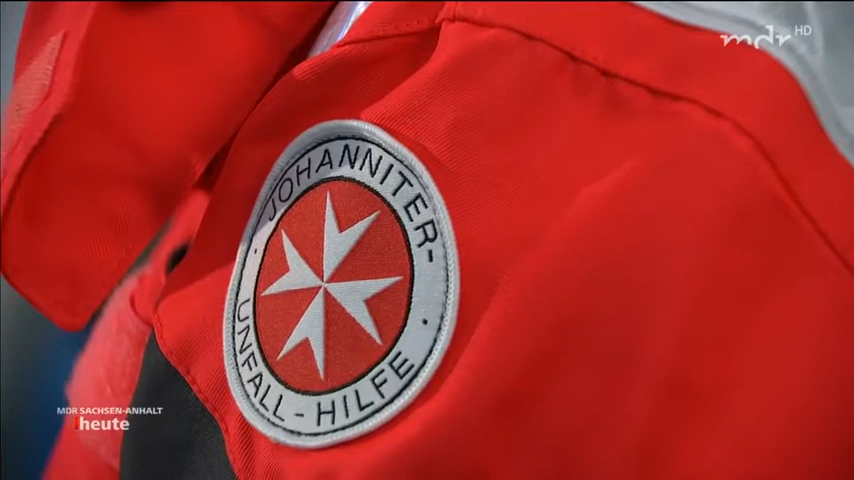 mdr HD
JOHANNITER-
UNFALL-HILFE
MDR SACHSEN-ANHALT
heute